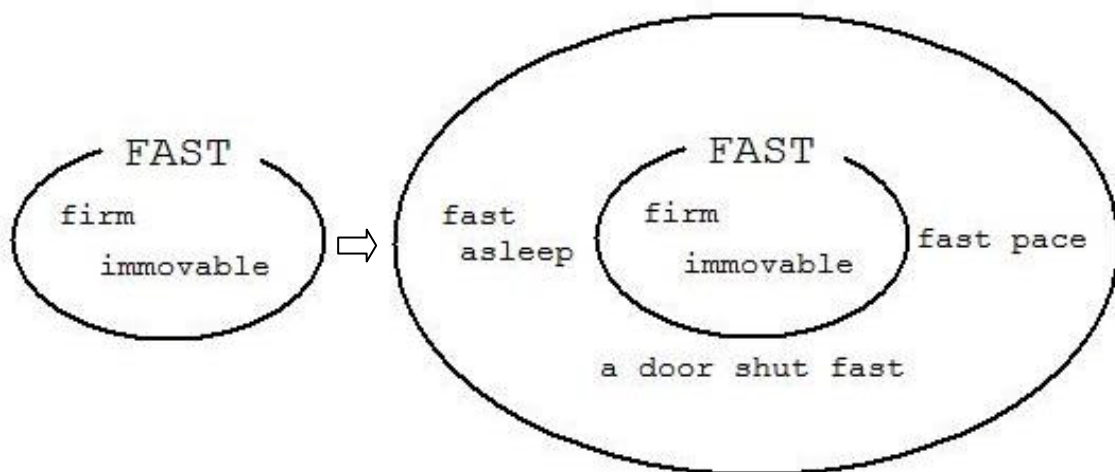 FAST
firm
immovable
FAST
fast
asleep
firm
immovable
fast pace
a door shut fast